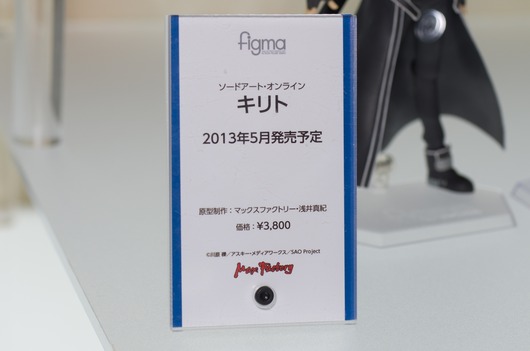 figma
ソードアート・オンライン
キリト
2013年5月発売予定
原型制作：マックスファクトリー・浅井真紀
価格：¥3,800
©川原 礫／アスキー・メディアワークス／SAO Project
Max Factory